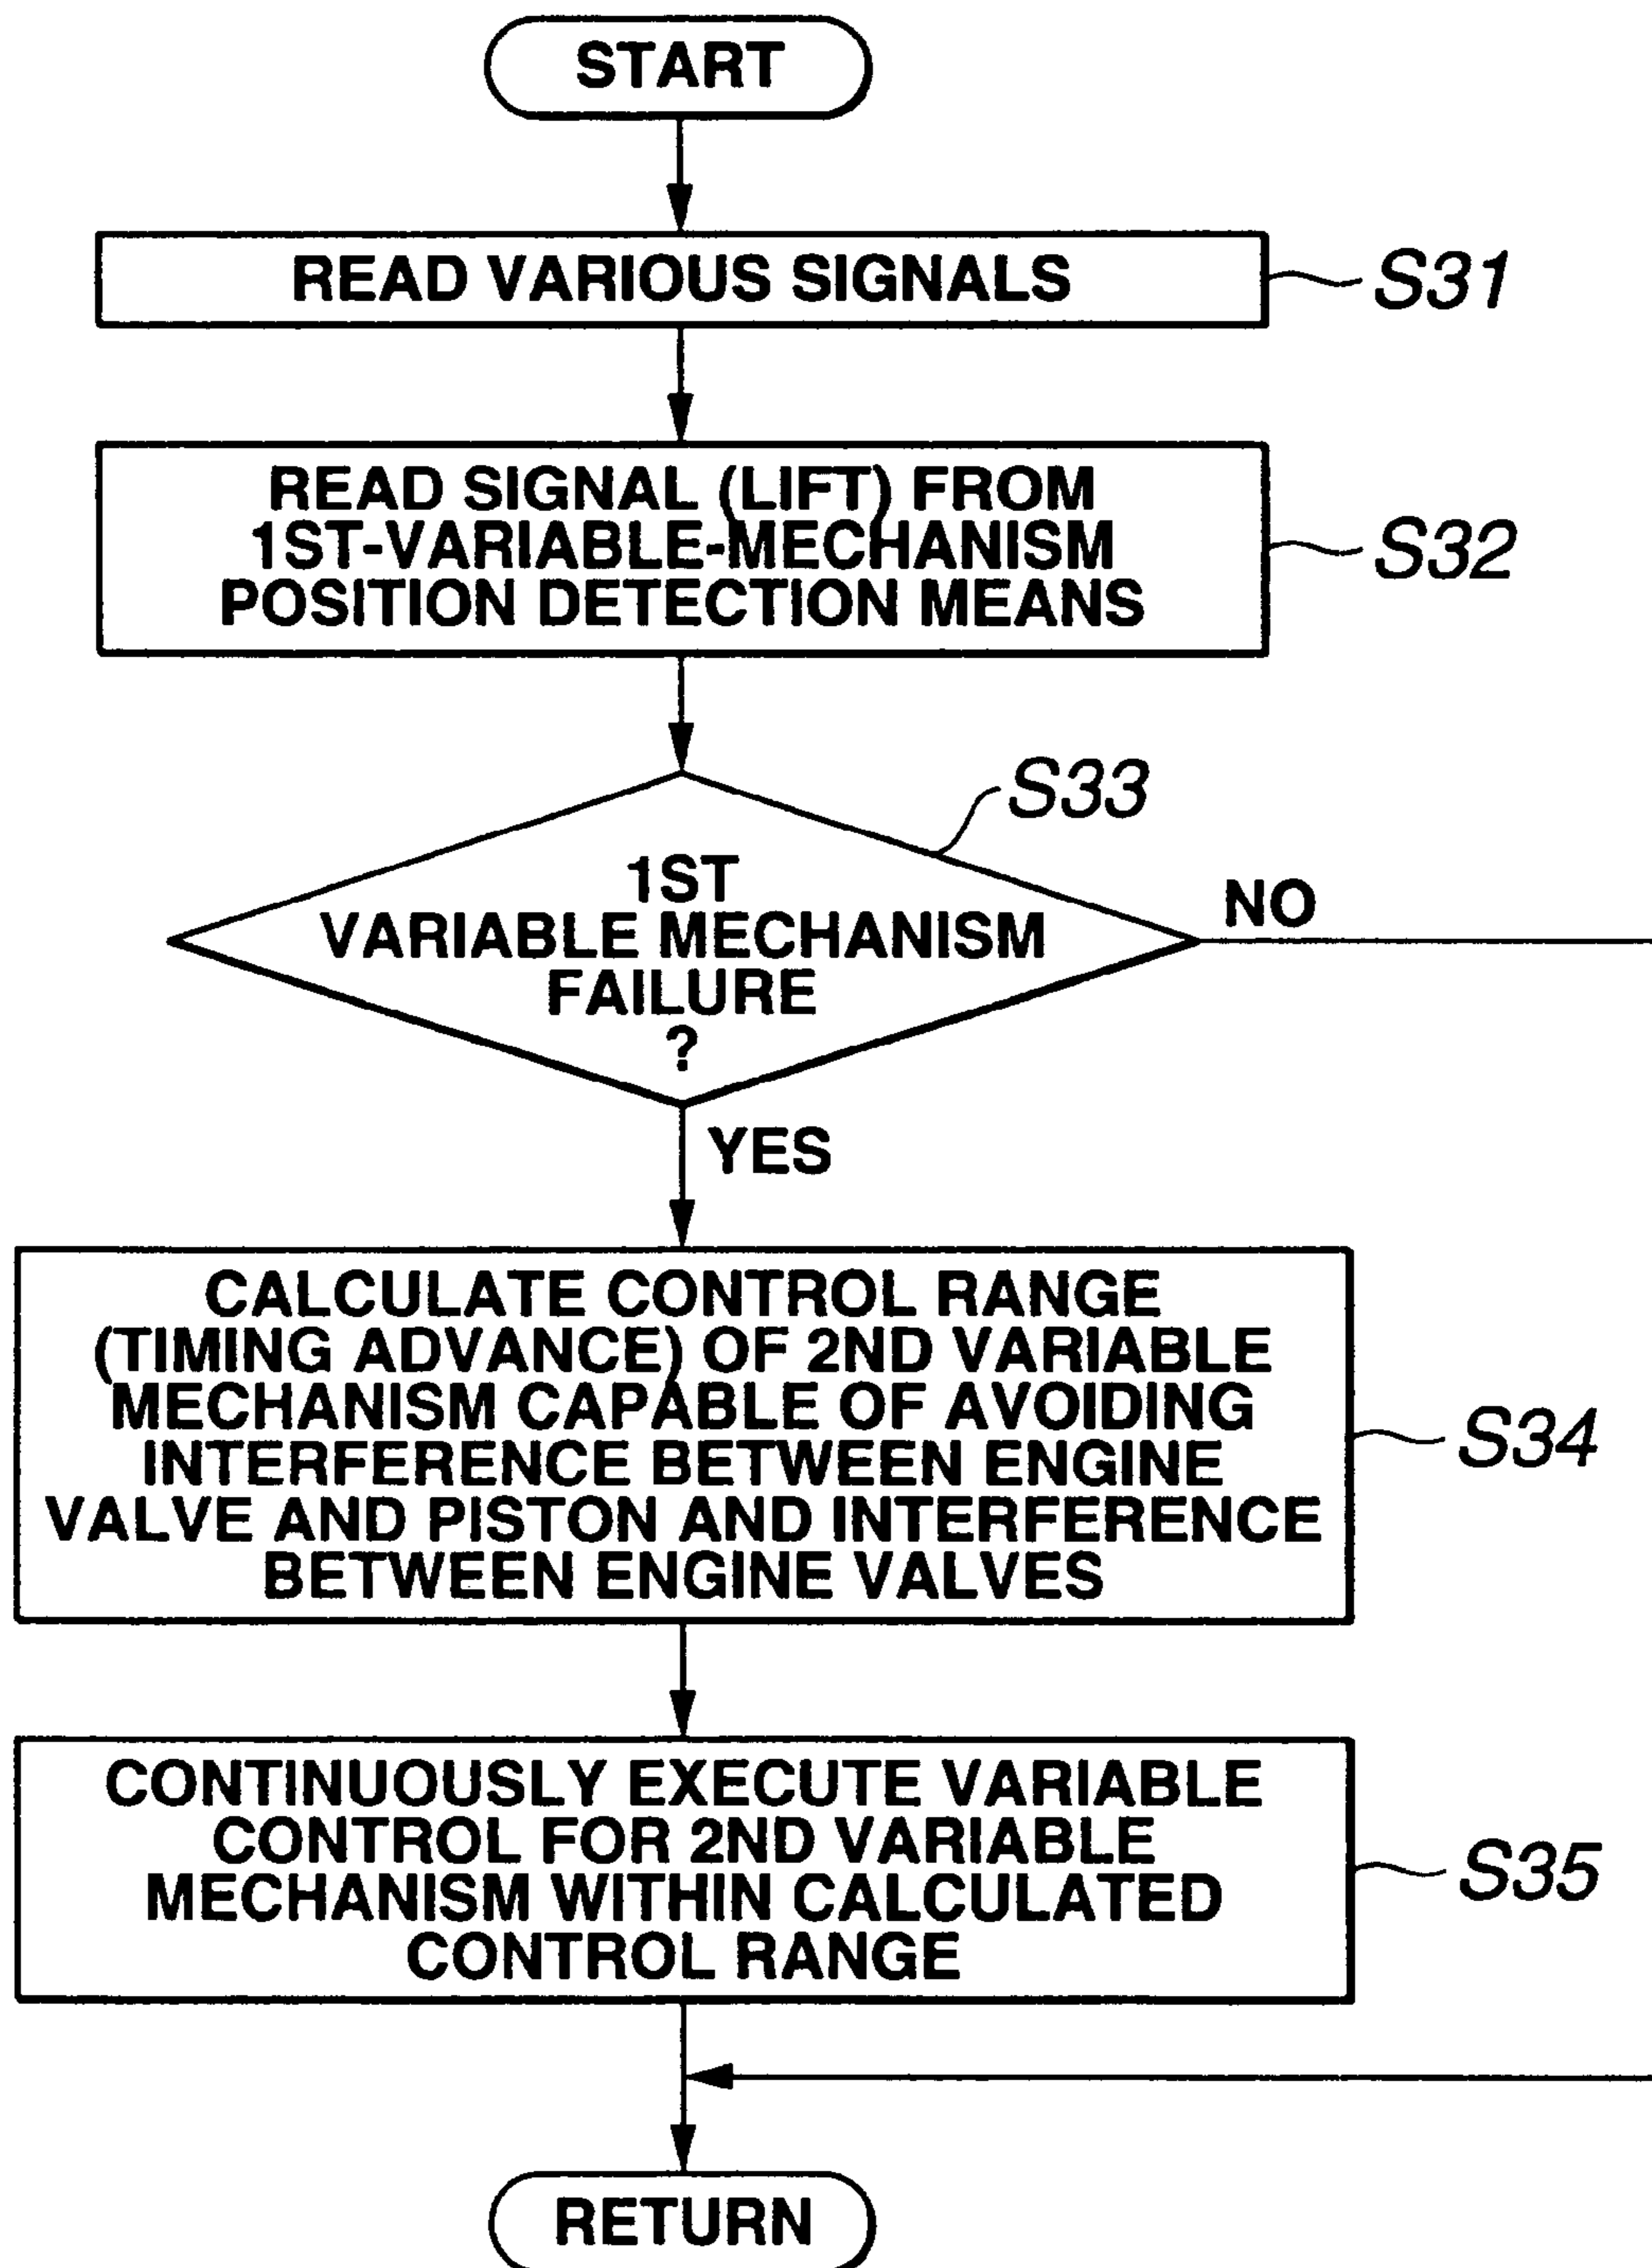 START
READ VARIOUS SIGNALS
S31
READ SIGNAL (LIFT) FROM
1ST-VARIABLE-MECHANISM
POSITION DETECTION MEANS
S32
S33
1ST
VARIABLE MECHANISM
FAILURE
?
NO
YES
CALCULATE CONTROL RANGE
(TIMING ADVANCE) OF 2ND VARIABLE
MECHANISM CAPABLE OF AVOIDING
INTERFERENCE BETWEEN ENGINE
VALVE AND PISTON AND INTERFERENCE
BETWEEN ENGINE VALVES
S34
CONTINUOUSLY EXECUTE VARIABLE
CONTROL FOR 2ND VARIABLE
MECHANISM WITHIN CALCULATED
CONTROL RANGE
S35
RETURN